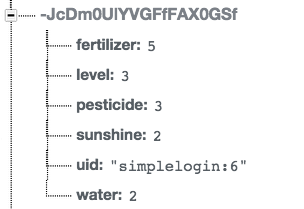 -JcDm0UlYVGFfFAX0GSf
fertilizer: 5
level: 3
pesticide: 3
sunshine: 2
uid: "simplelogin:6"
water: 2